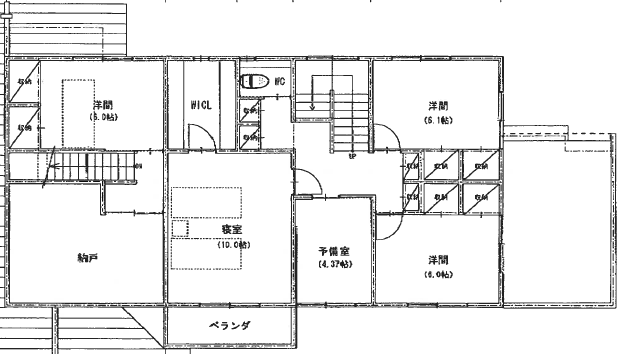 収納
洋間
(6.0帖)
収納
WICL
WC
収納
収納
UP
洋間
(6.1帖)
収納
収納
収納
収納
収納
収納
DN
納戸
寝室
(10.0帖)
予備室
(4.37帖)
洋間
(6.0帖)
ベランダ